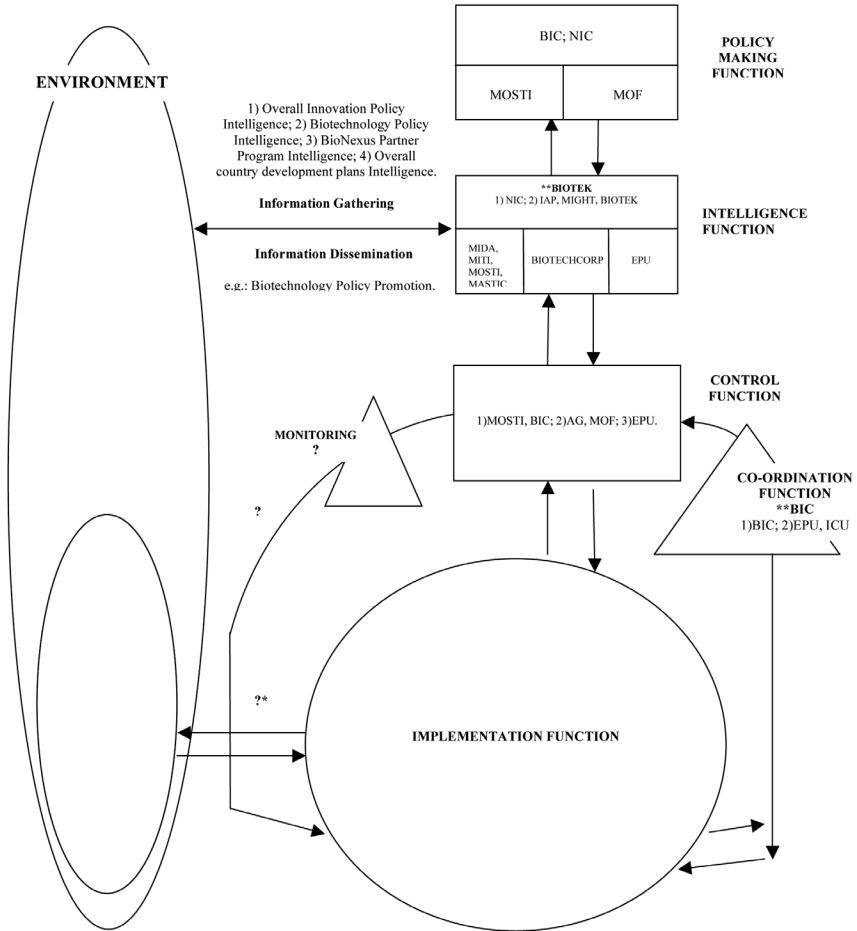 BIC; NIC
MOSTI
MOF
POLICY
MAKING
FUNCTION
ENVIRONMENT
1) Overall Innovation Policy
Intelligence; 2) Biotechnology Policy
Intelligence; 3) BioNexus Partner
Program Intelligence; 4) Overall
country development plans Intelligence.
Information Gathering
Information Dissemination
e.g.: Biotechnology Policy Promotion.
**BIOTEK
1) NIC; 2) IAP, MIGHT, BIOTEK
MIDA,
MITI,
MOSTI,
MASTIC
BIOTECHCORP
EPU
INTELLIGENCE
FUNCTION
CONTROL
FUNCTION
1)MOSTI, BIC; 2)AG, MOF; 3)EPU.
MONITORING
?
?
CO-ORDINATION
FUNCTION
**BIC
1)BIC; 2)EPU, ICU
?*
IMPLEMENTATION FUNCTION